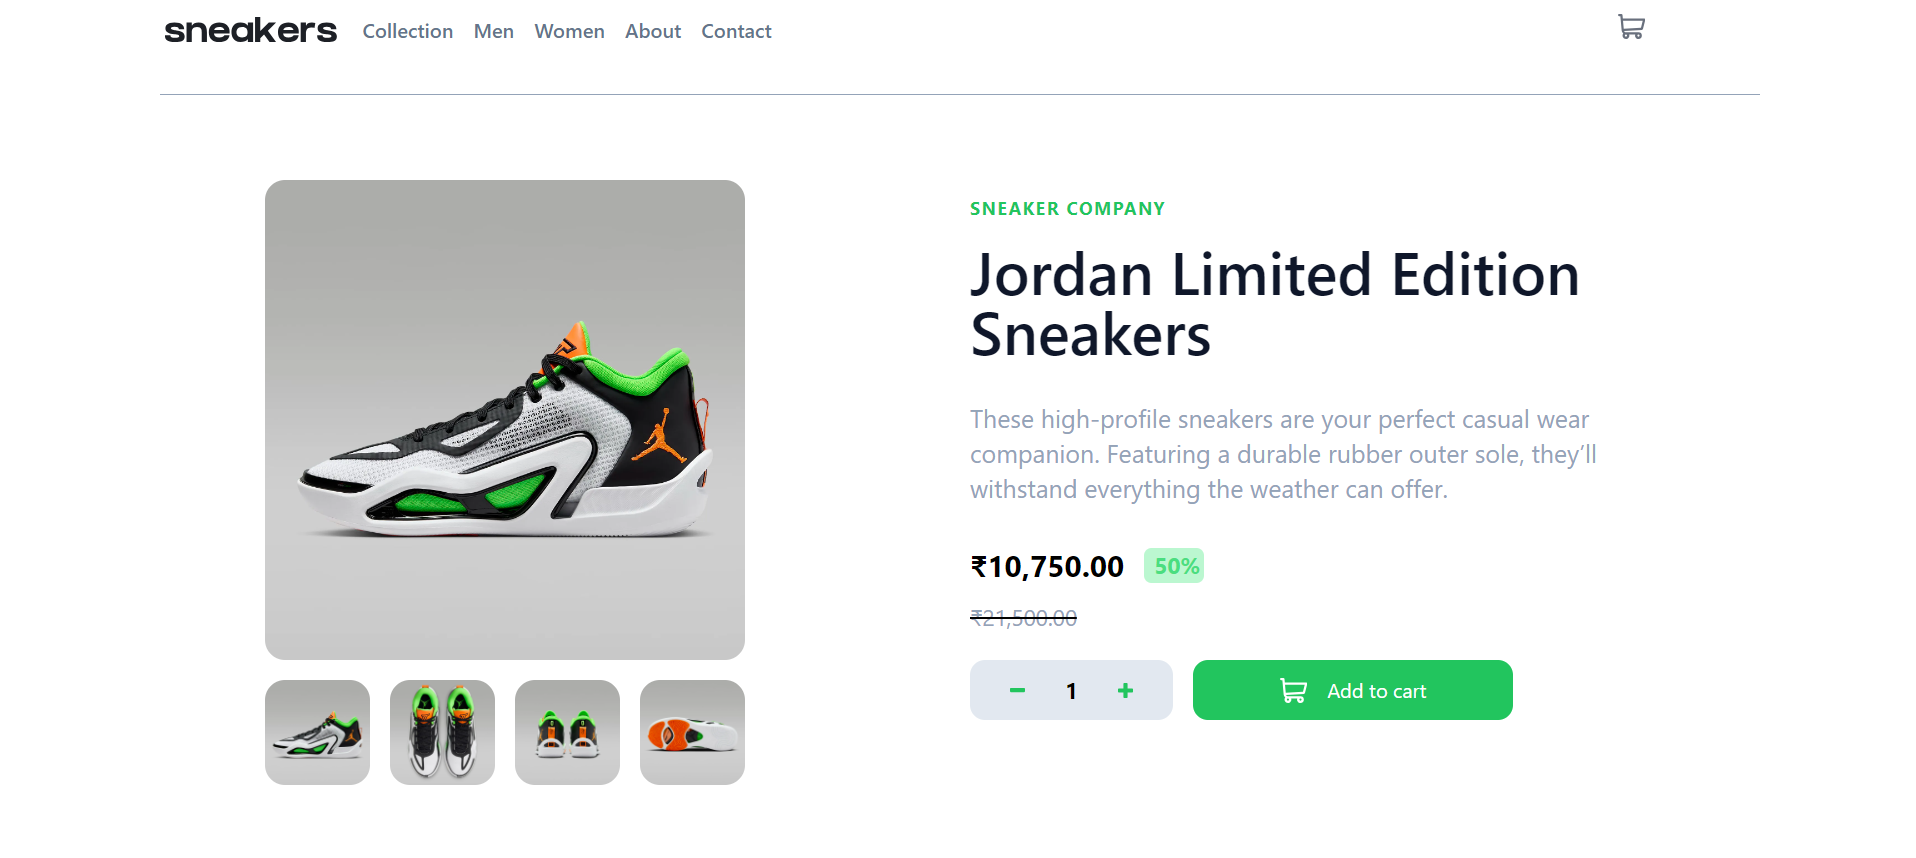 sneakers Collection Men Women About Contact
SNEAKER COMPANY
Jordan Limited Edition
Sneakers
These high-profile sneakers are your perfect casual wear
companion. Featuring a durable rubber outer sole, they’ll
withstand everything the weather can offer.
₹10,750.00 50%
₹21,500.00
1 Add to cart